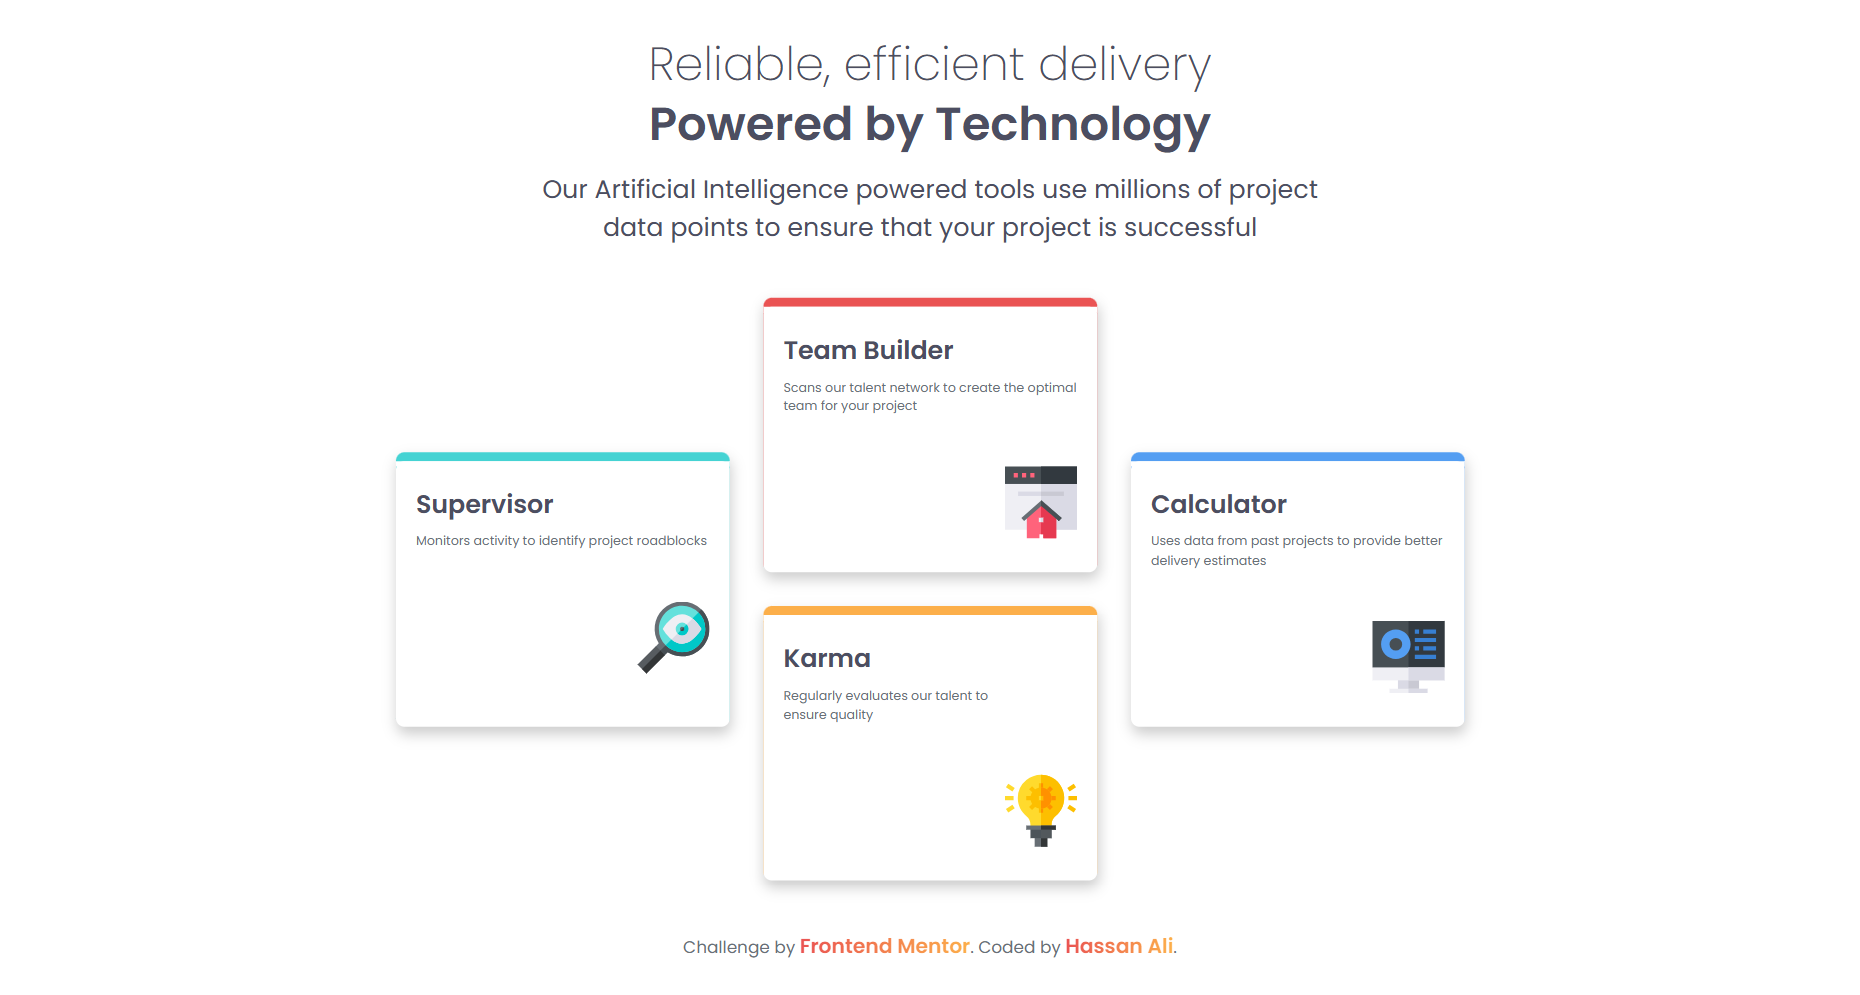 Reliable, efficient delivery
Powered by Technology
Our Artificial Intelligence powered tools use millions of project
data points to ensure that your project is successful
Team Builder
Scans our talent network to create the optimal
team for your project
Supervisor
Monitors activity to identify project roadblocks
Calculator
Uses data from past projects to provide better
delivery estimates
Karma
Regularly evaluates our talent to
ensure quality
Challenge by Frontend Mentor. Coded by Hassan Ali.